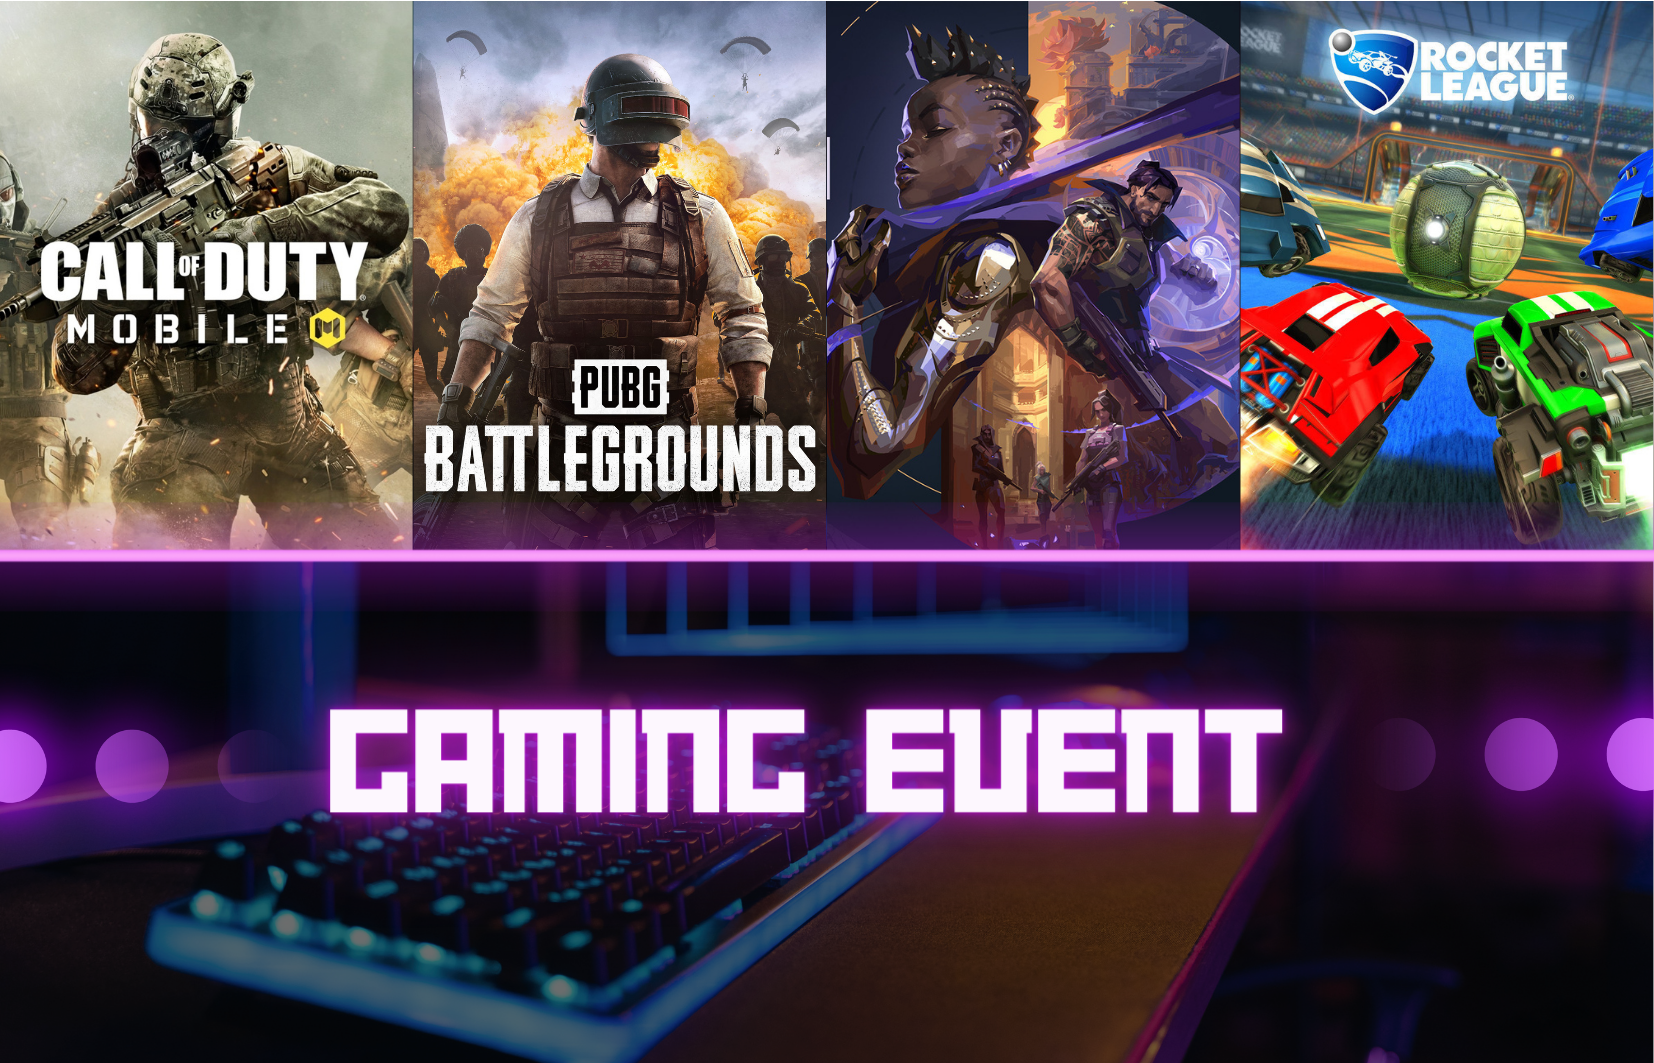 CALL OF DUTY
MOBILE
PUBG
BATTLEGROUNDS
ROCKET
LEAGUE
GAMING EVENT